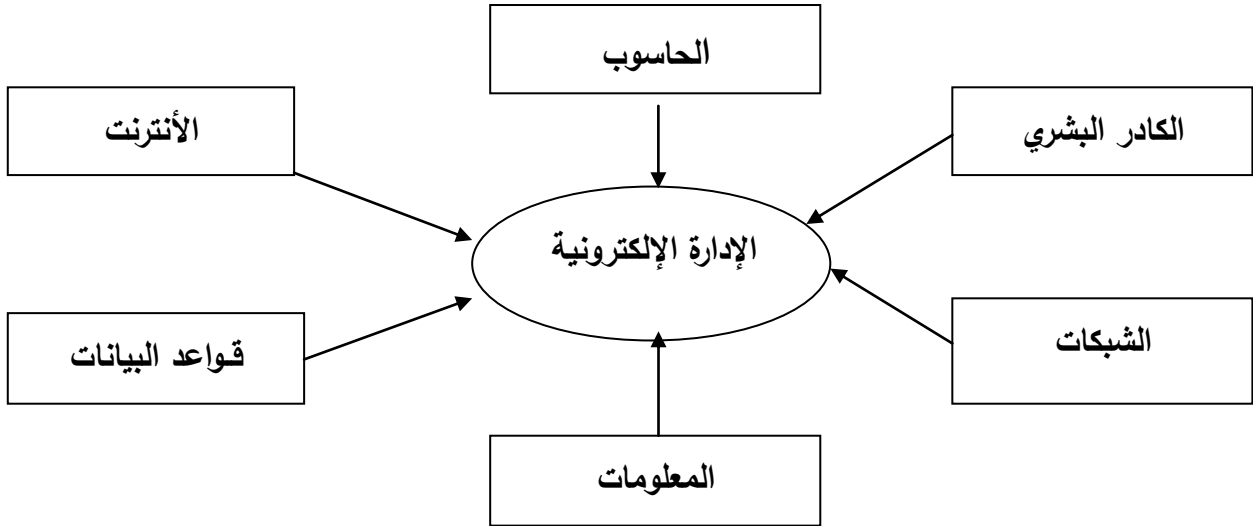 الحاسوب
الكادر البشري
الأنترنت
الإدارة الإلكترونية
الشبكات
قواعد البيانات
المعلومات